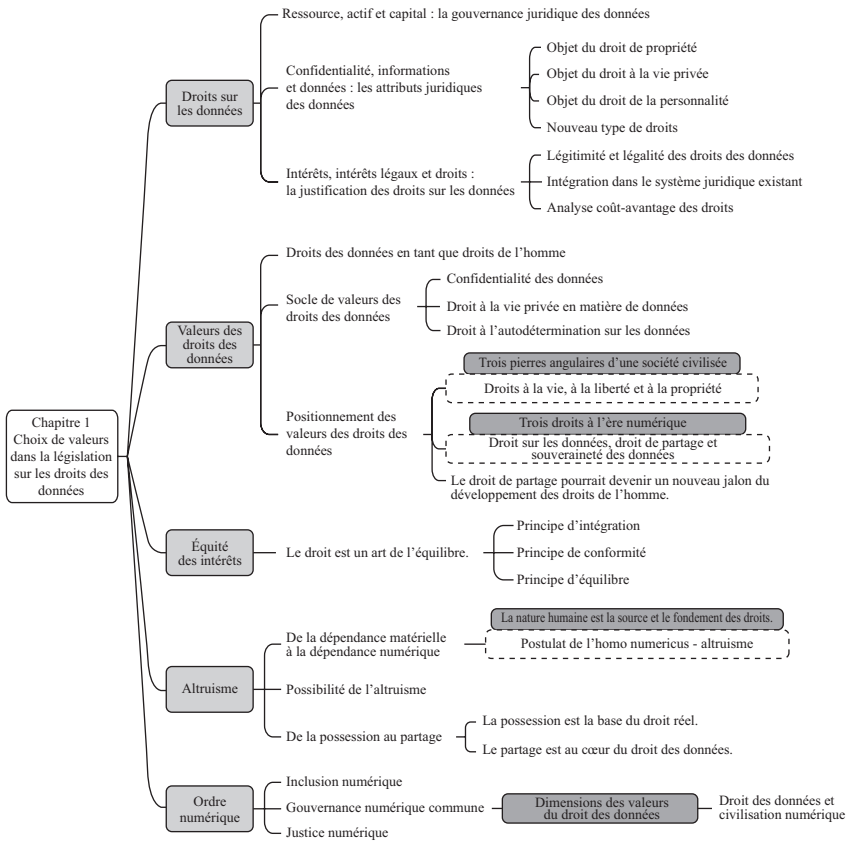 Chapitre 1
Choix de valeurs
dans la législation
sur les droits des
données
Droits sur
les données
Ressource, actif et capital : la gouvernance juridique des données
Confidentialité, informations
et données : les attributs juridiques
des données
Objet du droit de propriété
Objet du droit à la vie privée
Objet du droit de la personnalité
Nouveau type de droits
Intérêts, intérêts légaux et droits :
la justification des droits sur les données
Légitimité et légalité des droits des données
Intégration dans le système juridique existant
Analyse coût-avantage des droits
Valeurs des
droits des
données
Droits des données en tant que droits de l’homme
Socle de valeurs des
droits des données
Confidentialité des données
Droit à la vie privée en matière de données
Droit à l’autodétermination sur les données
Positionnement des
valeurs des droits des
données
Trois pierres angulaires d’une société civilisée
Droits à la vie, à la liberté et à la propriété
Trois droits à l’ère numérique
Droit sur les données, droit de partage et
souveraineté des données
Le droit de partage pourrait devenir un nouveau jalon du
développement des droits de l’homme.
Équité
des intérêts
Le droit est un art de l’équilibre.
Principe d’intégration
Principe de conformité
Principe d’équilibre
Altruisme
De la dépendance matérielle
à la dépendance numérique
La nature humaine est la source et le fondement des droits.
Postulat de l’homo numericus - altruisme
Possibilité de l’altruisme
De la possession au partage
La possession est la base du droit réel.
Le partage est au cœur du droit des données.
Ordre
numérique
Inclusion numérique
Gouvernance numérique commune
Dimensions des valeurs
du droit des données
Droit des données et
civilisation numérique
Justice numérique